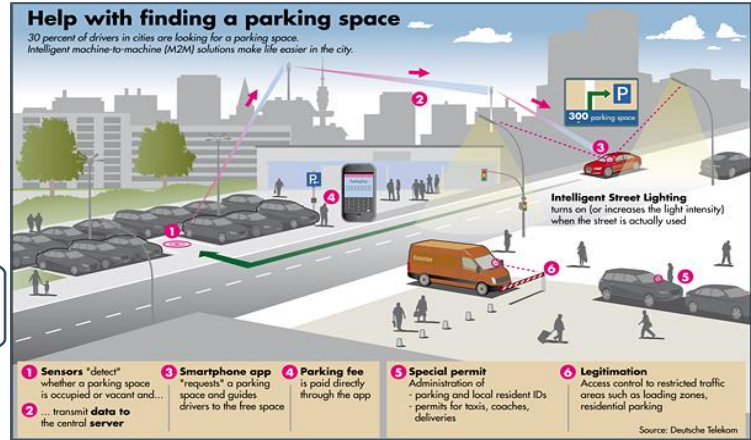 Help with finding a parking space
30 percent of drivers in cities are looking for a parking space.
Intelligent machine-to-machine (M2M) solutions make life easier in the city.
2
P
300 parking space
3
P
4
Intelligent Street Lighting
turns on (or increases the light intensity)
when the street is actually used
1
6
5
1 Sensors "detect"
whether a parking space
is occupied or vacant and...
2 ... transmit data to
the central server
3 Smartphone app
"requests" a parking
space and guides
drivers to the free space
4 Parking fee
is paid directly
through the app
5 Special permit
Administration of
- parking and local resident IDs
- permits for taxis, coaches,
deliveries
6 Legitimation
Access control to restricted traffic
areas such as loading zones,
residential parking
Source: Deutsche Telekom